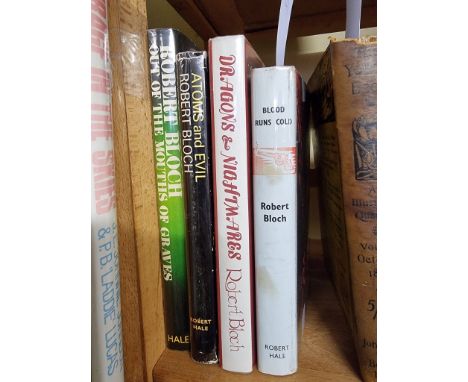 & P.B. 'LADDIE' LUCAS
ROBERT BLOCH
OUT OF THE MOUTHS OF GRAVES
HALE
ATOMS and EVIL
ROBERT BLOCH
ROBERT
HALE
DRAGONS & NIGHTMARES
Robert Bloch
BLOOD
RUNS COLD
Robert
Bloch
ROBERT
HALE